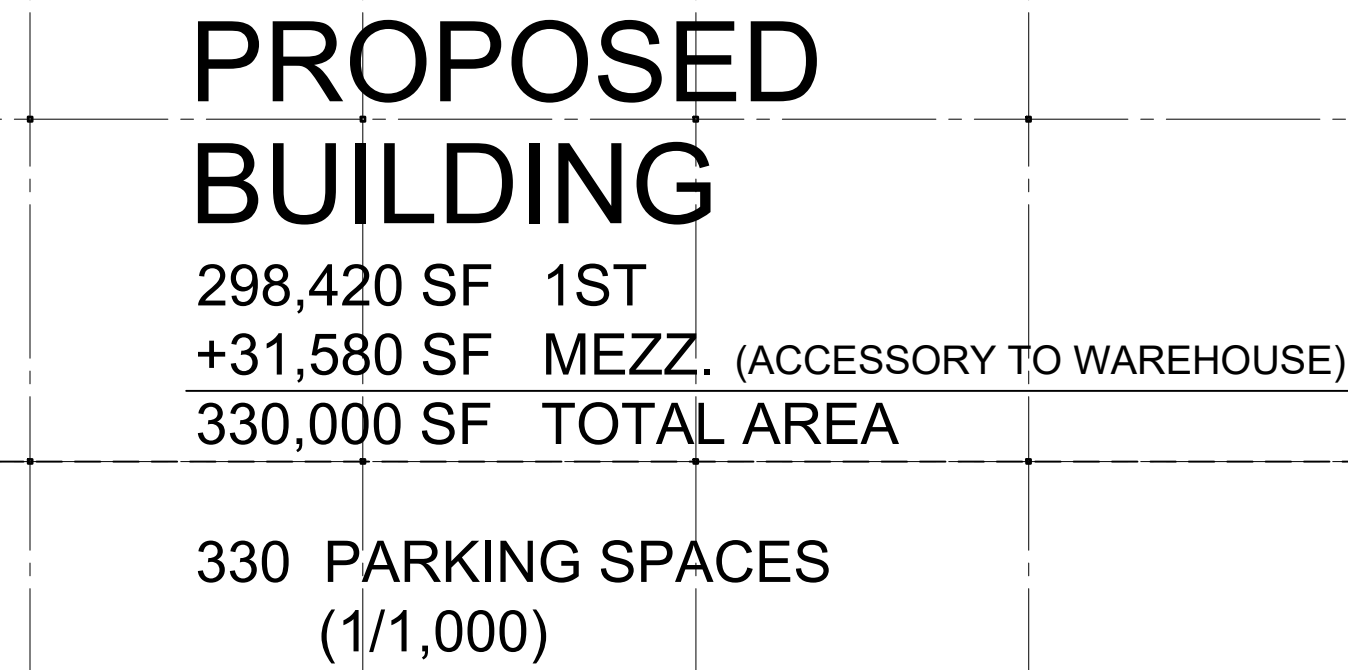 PROPOSED
BUILDING
298,420 SF 1ST
+31,580 SF MEZZ. (ACCESSORY TO WAREHOUSE)
330,000 SF TOTAL AREA
330 PARKING SPACES
(1/1,000)